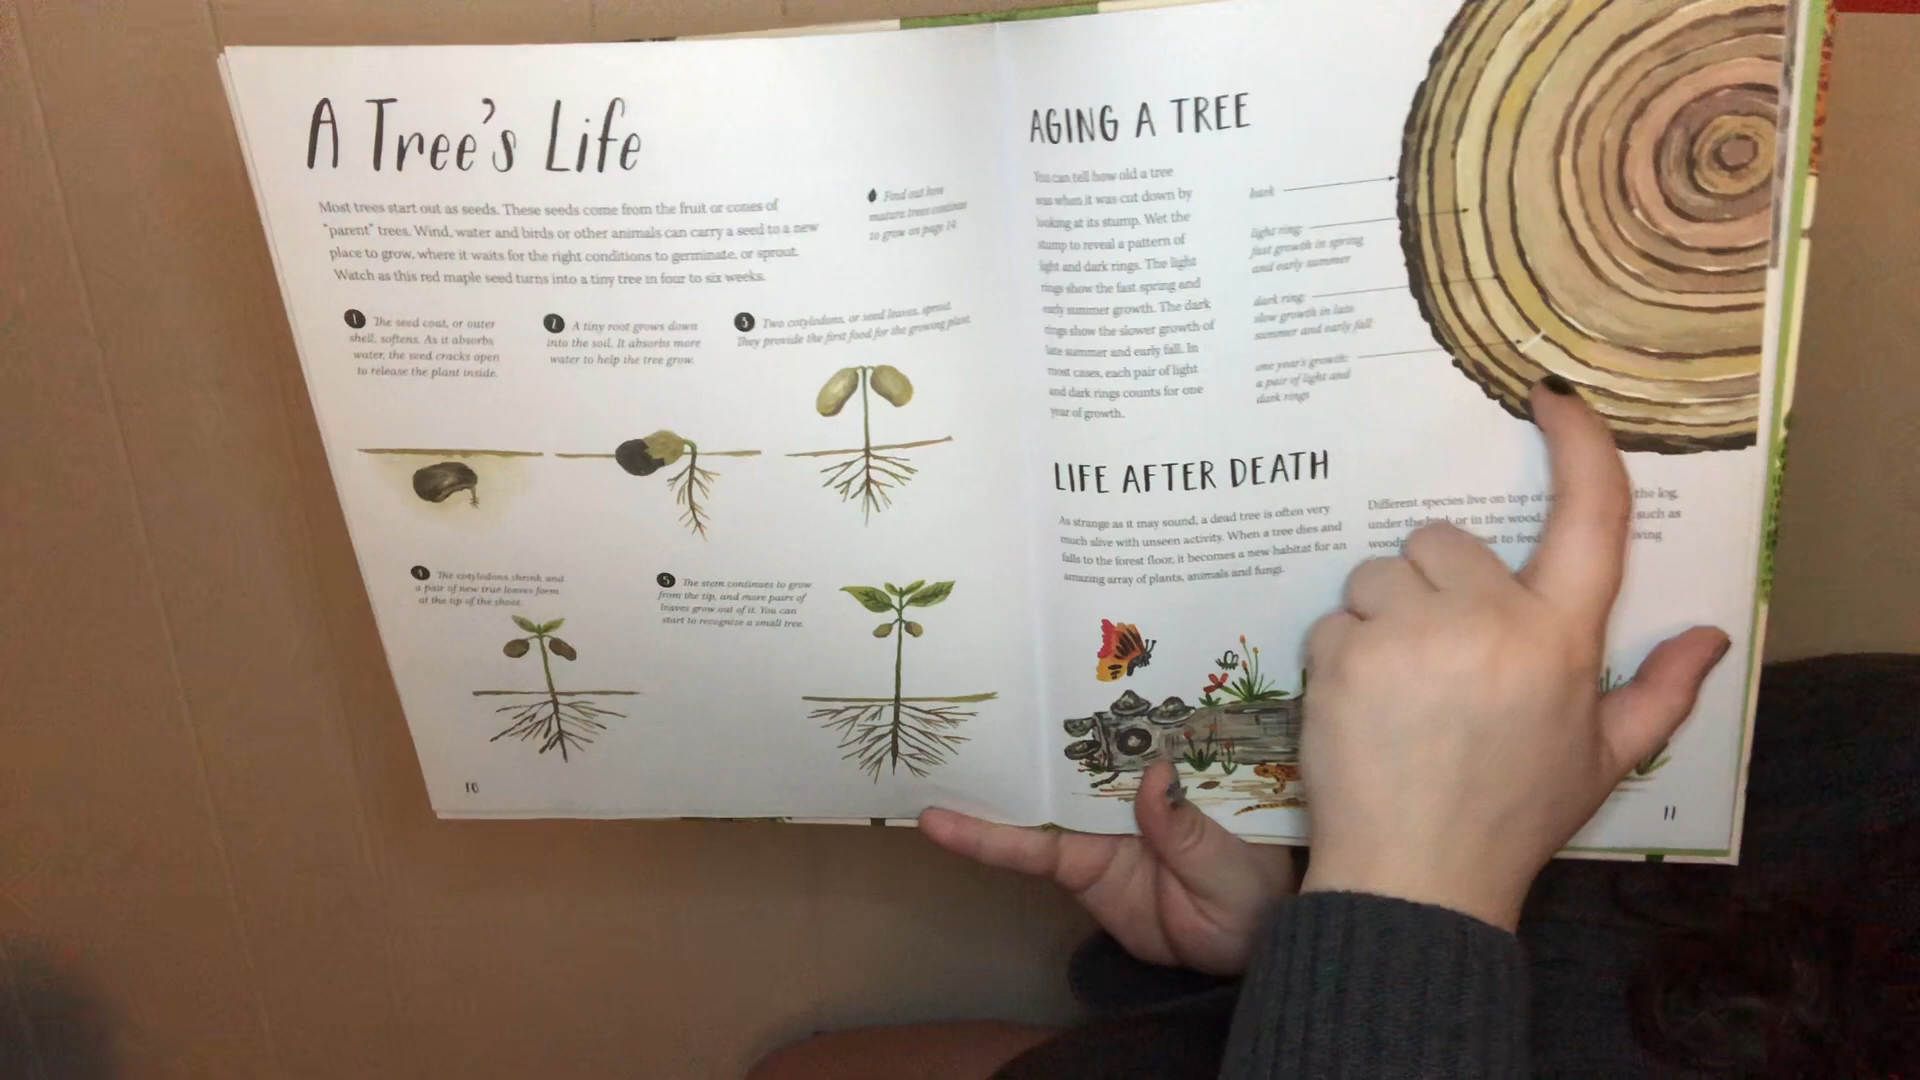 A Tree's Life
Most trees start out as seeds. These seeds come from the fruit or cones of
"parent" trees. Wind, water and birds or other animals can carry a seed to a new
place to grow, where it waits for the right conditions to germinate, or sprout.
Watch as this red maple seed turns into a tiny tree in four to six weeks.
Find out how
mature trees continue
to grow on page 14
1 The seed coat, or outer
shell, softens. As it absorbs
water, the seed cracks open
to release the plant inside.
2 A tiny root grows down
into the soil. It absorbs more
water to help the tree grow.
3 Two cotyledons, or seed leaves, sprout.
They provide the first food for the growing plant.
4 The cotyledons shrink and
a pair of new true leaves form
at the tip of the shoot.
5 The stem continues to grow
from the tip, and more pairs of
leaves grow out of it. You can
start to recognize a small tree.
10
AGING A TREE
You can tell how old a tree
was when it was cut down by
looking at its stump. Wet the
stump to reveal a pattern of
light and dark rings. The light
rings show the fast spring and
early summer growth. The dark
rings show the slower growth of
late summer and early fall. In
most cases, each pair of light
and dark rings counts for one
year of growth.
bark
light ring:
fast growth in spring
and early summer
dark ring:
slow growth in late
summer and early fall
one year's growth:
a pair of light and
dark rings
LIFE AFTER DEATH
As strange as it may sound, a dead tree is often very
much alive with unseen activity. When a tree dies and
falls to the forest floor, it becomes a new habitat for an
amazing array of plants, animals and fungi.
Different species live on top of the log,
under the bark or in the wood. such as
to feed
11